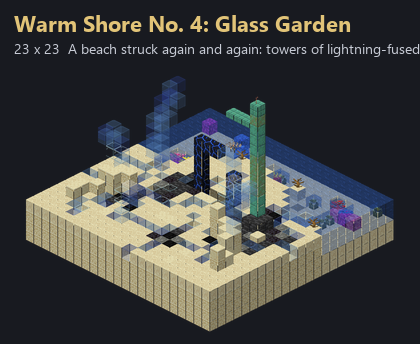 Warm Shore No. 4: Glass Garden
23 x 23 A beach struck again and again: towers of lightning-fused